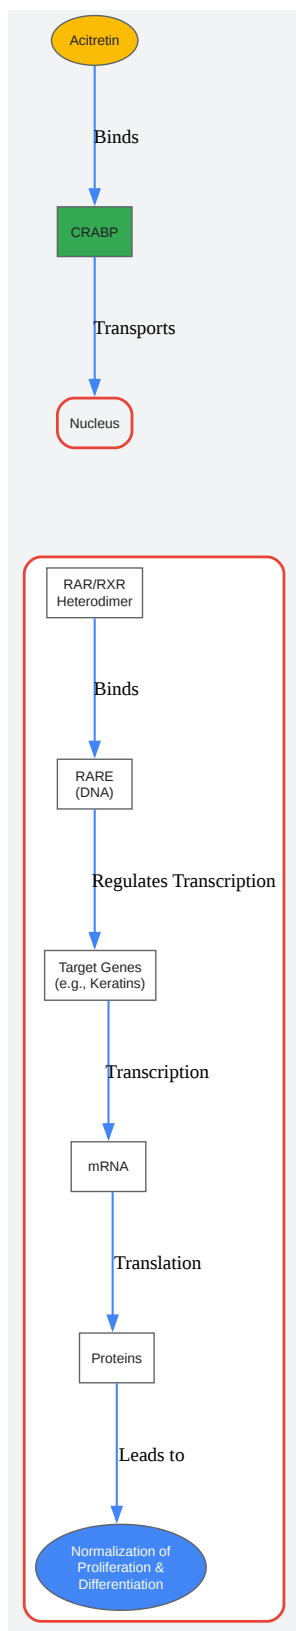 Acitretin
Binds
CRABP
Transports
Nucleus
RAR/RXR
Heterodimer
Binds
RARE
(DNA)
Regulates Transcription
Target Genes
(e.g., Keratins)
Transcription
mRNA
Translation
Proteins
Leads to
Normalization of
Proliferation &
Differentiation